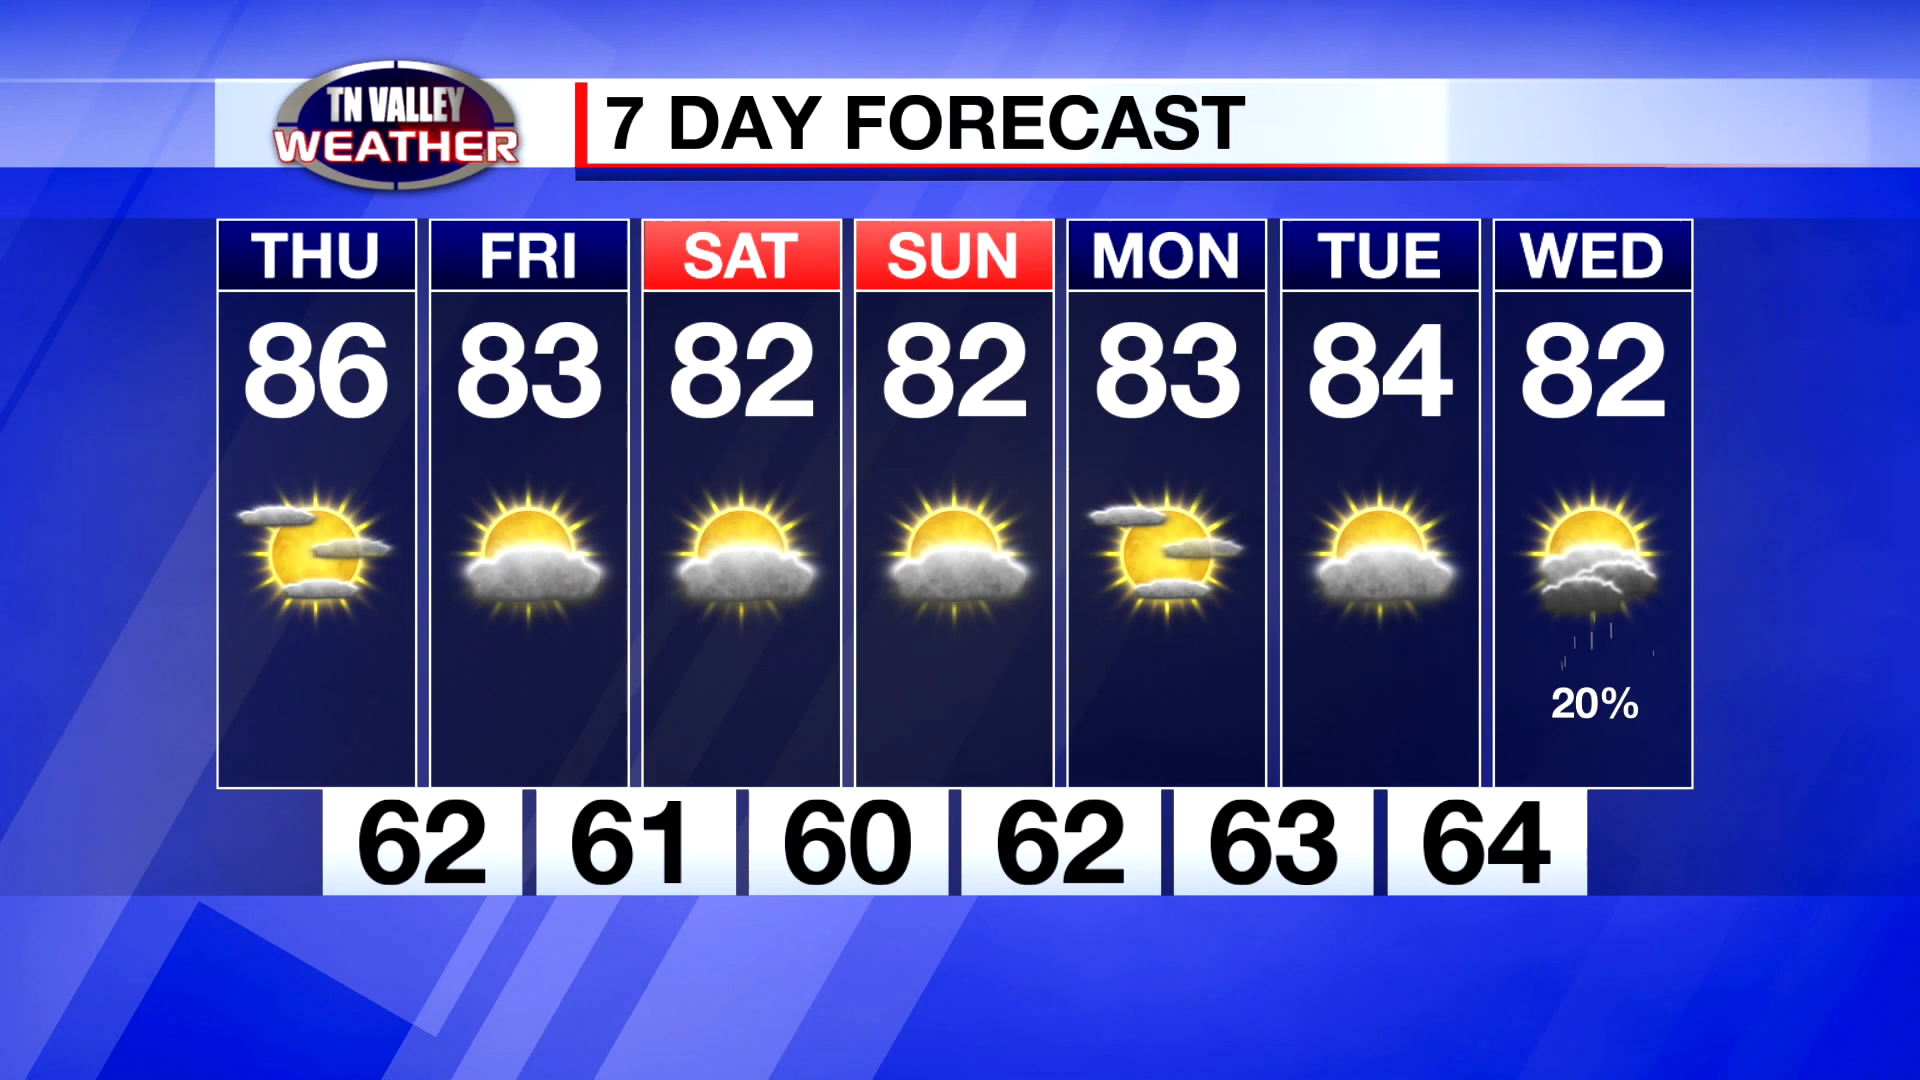 TN VALLEY
WEATHER
7 DAY FORECAST
THU FRI SAT SUN MON TUE WED
86 83 82 82 83 84 82
20%
62 61 60 62 63 64